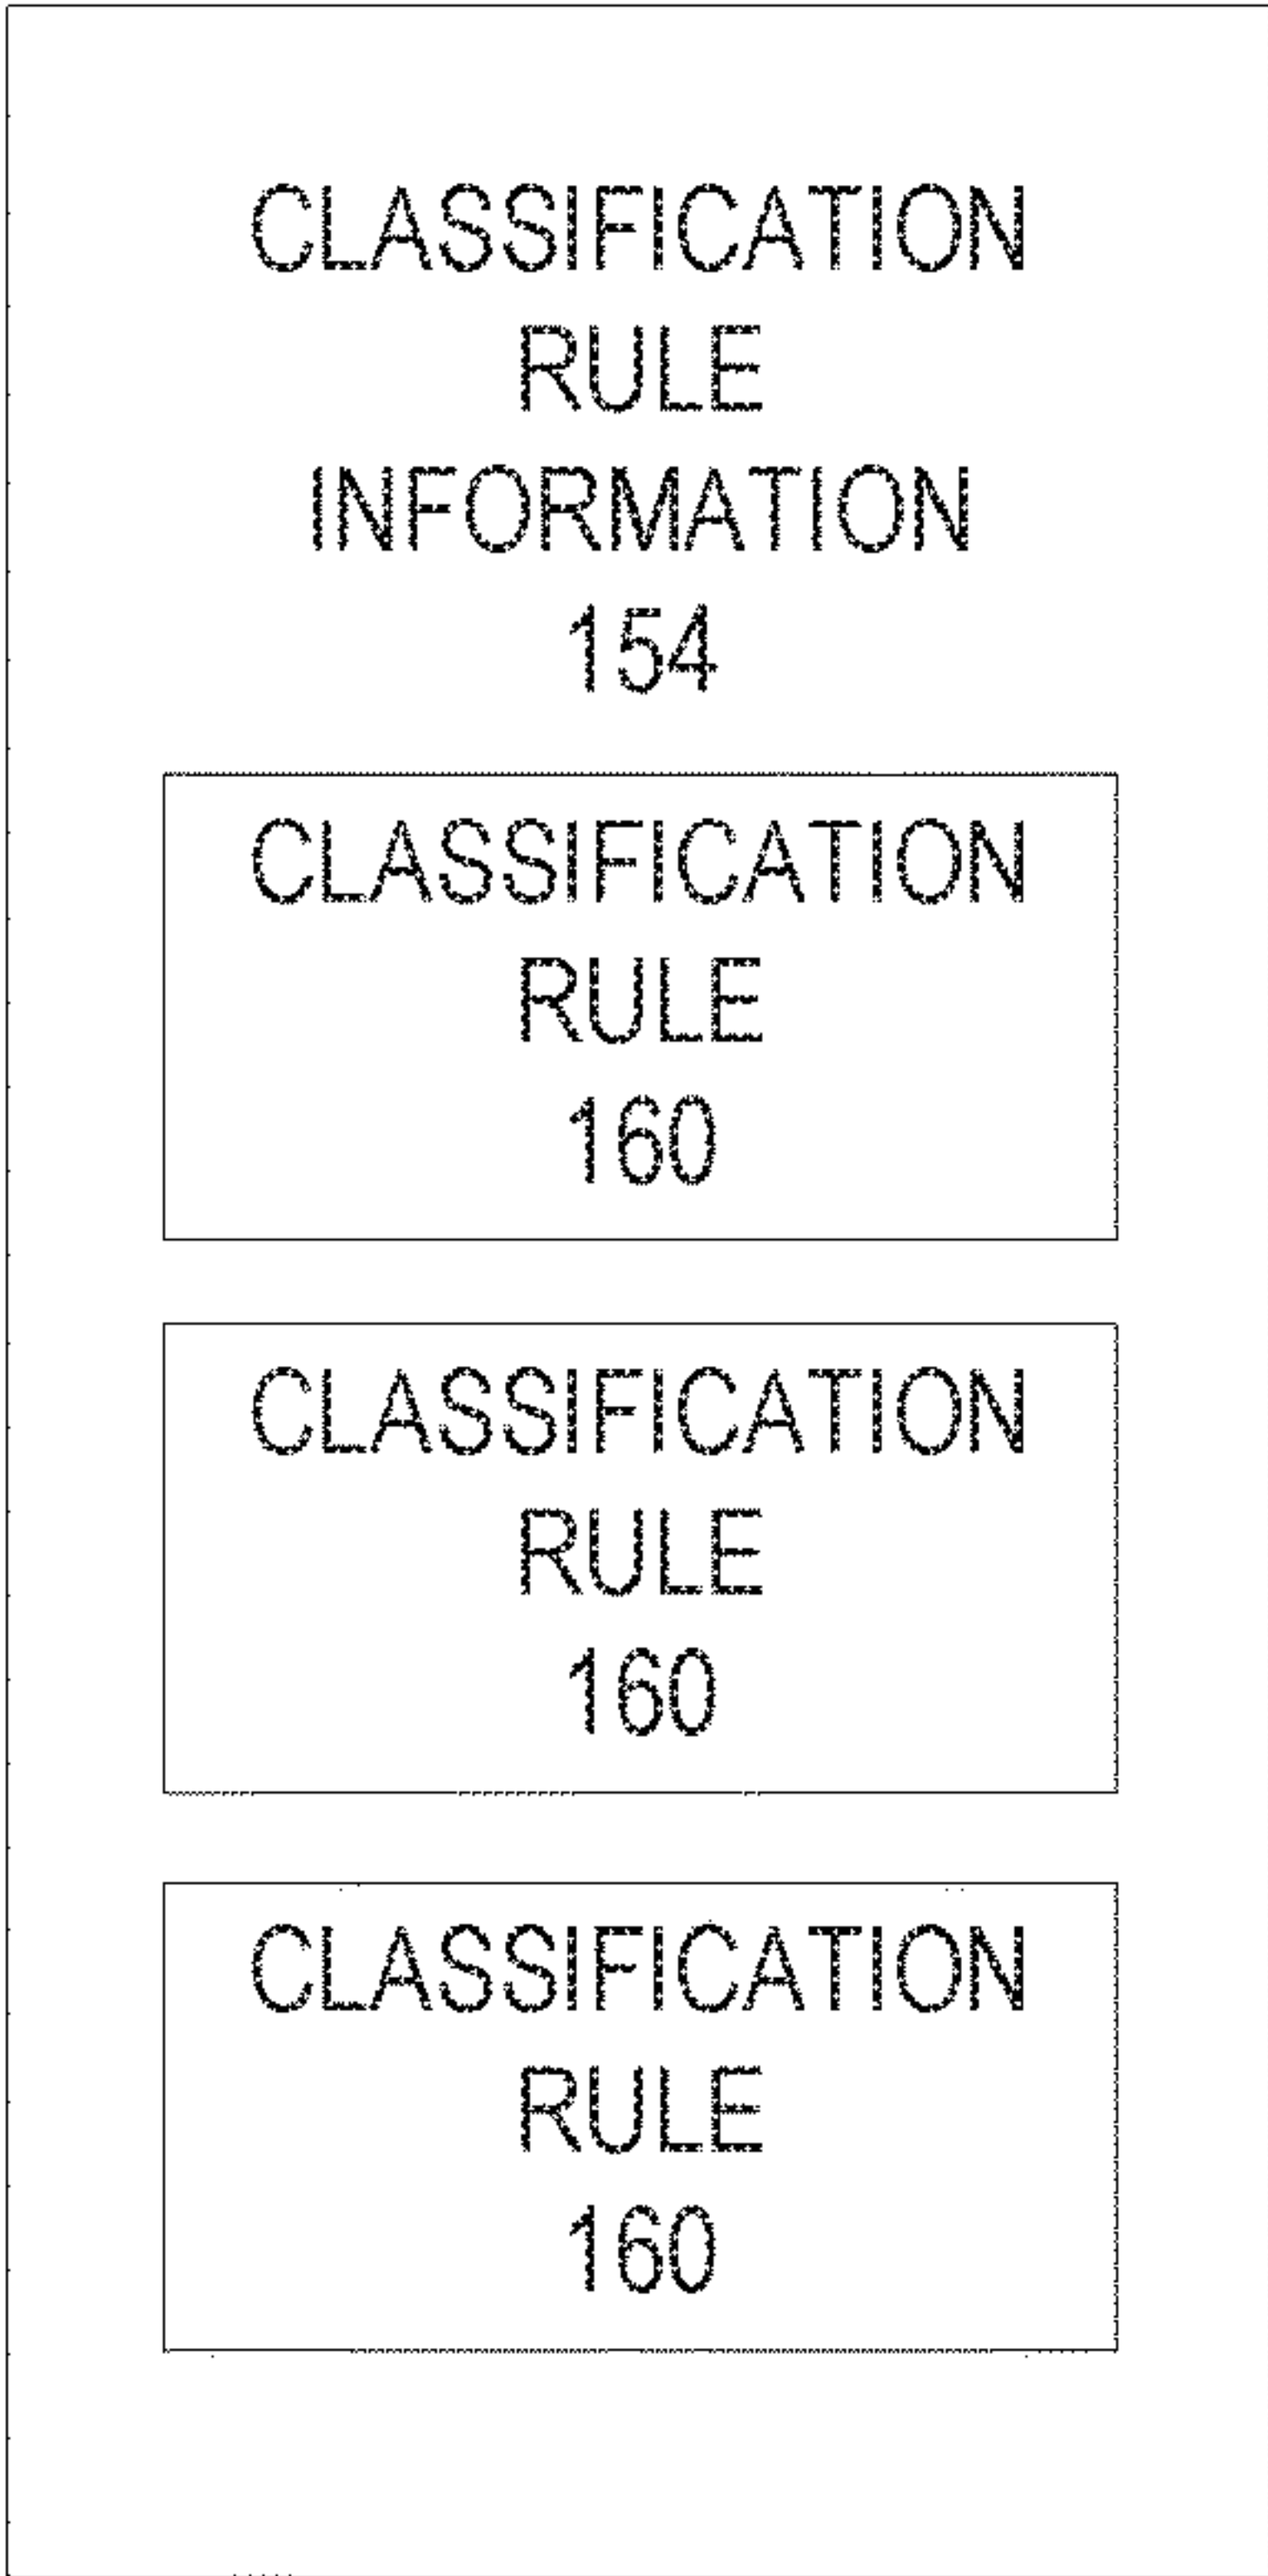 CLASSIFICATION
RULE
INFORMATION
154
CLASSIFICATION
RULE
160
CLASSIFICATION
RULE
160
CLASSIFICATION
RULE
160